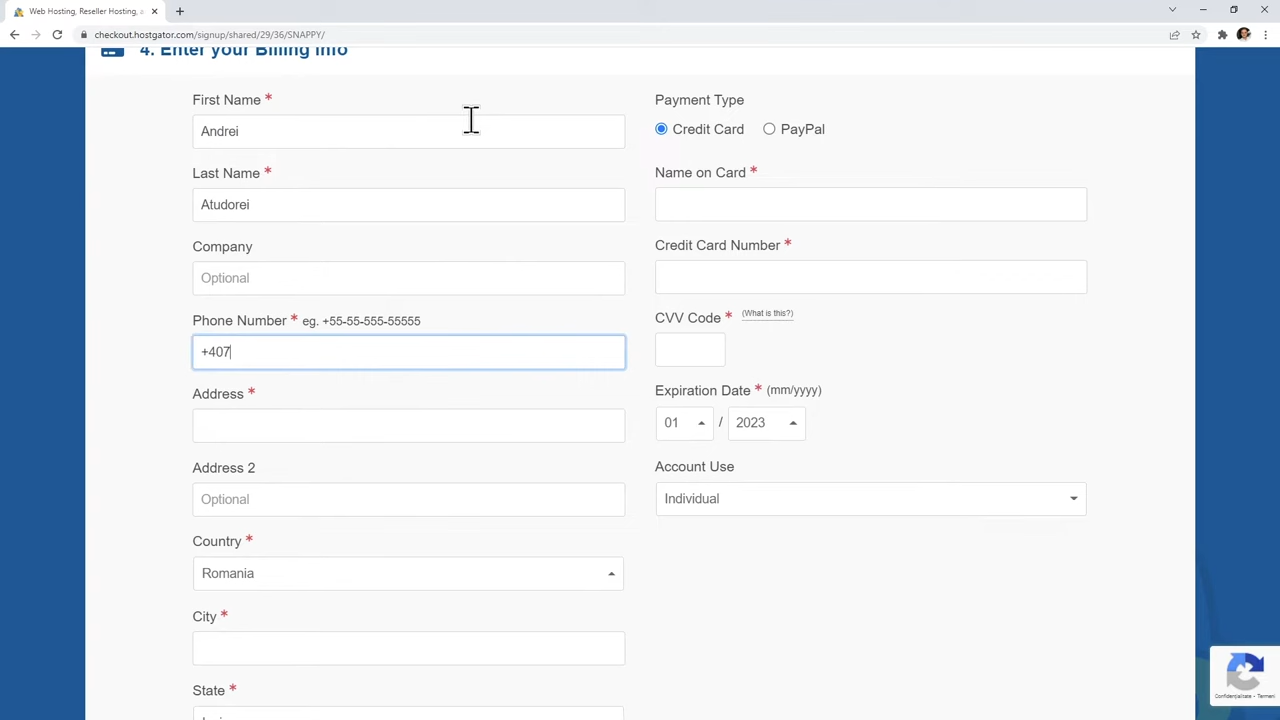 Web Hosting, Reseller Hosting, a
checkout.hostgator.com/signup/shared/29/36/SNAPPY/
4. Enter your Billing Info
First Name *
Andrei
Last Name *
Atudorei
Company
Optional
Phone Number * eg. +55-55-555-55555
+407
Address *
Address 2
Optional
Country *
Romania
City *
State *
Payment Type
Credit Card
PayPal
Name on Card *
Credit Card Number *
CVV Code * (What is this?)
Expiration Date * (mm/yyyy)
01 / 2023
Account Use
Individual
Confidențialitate - Termeni